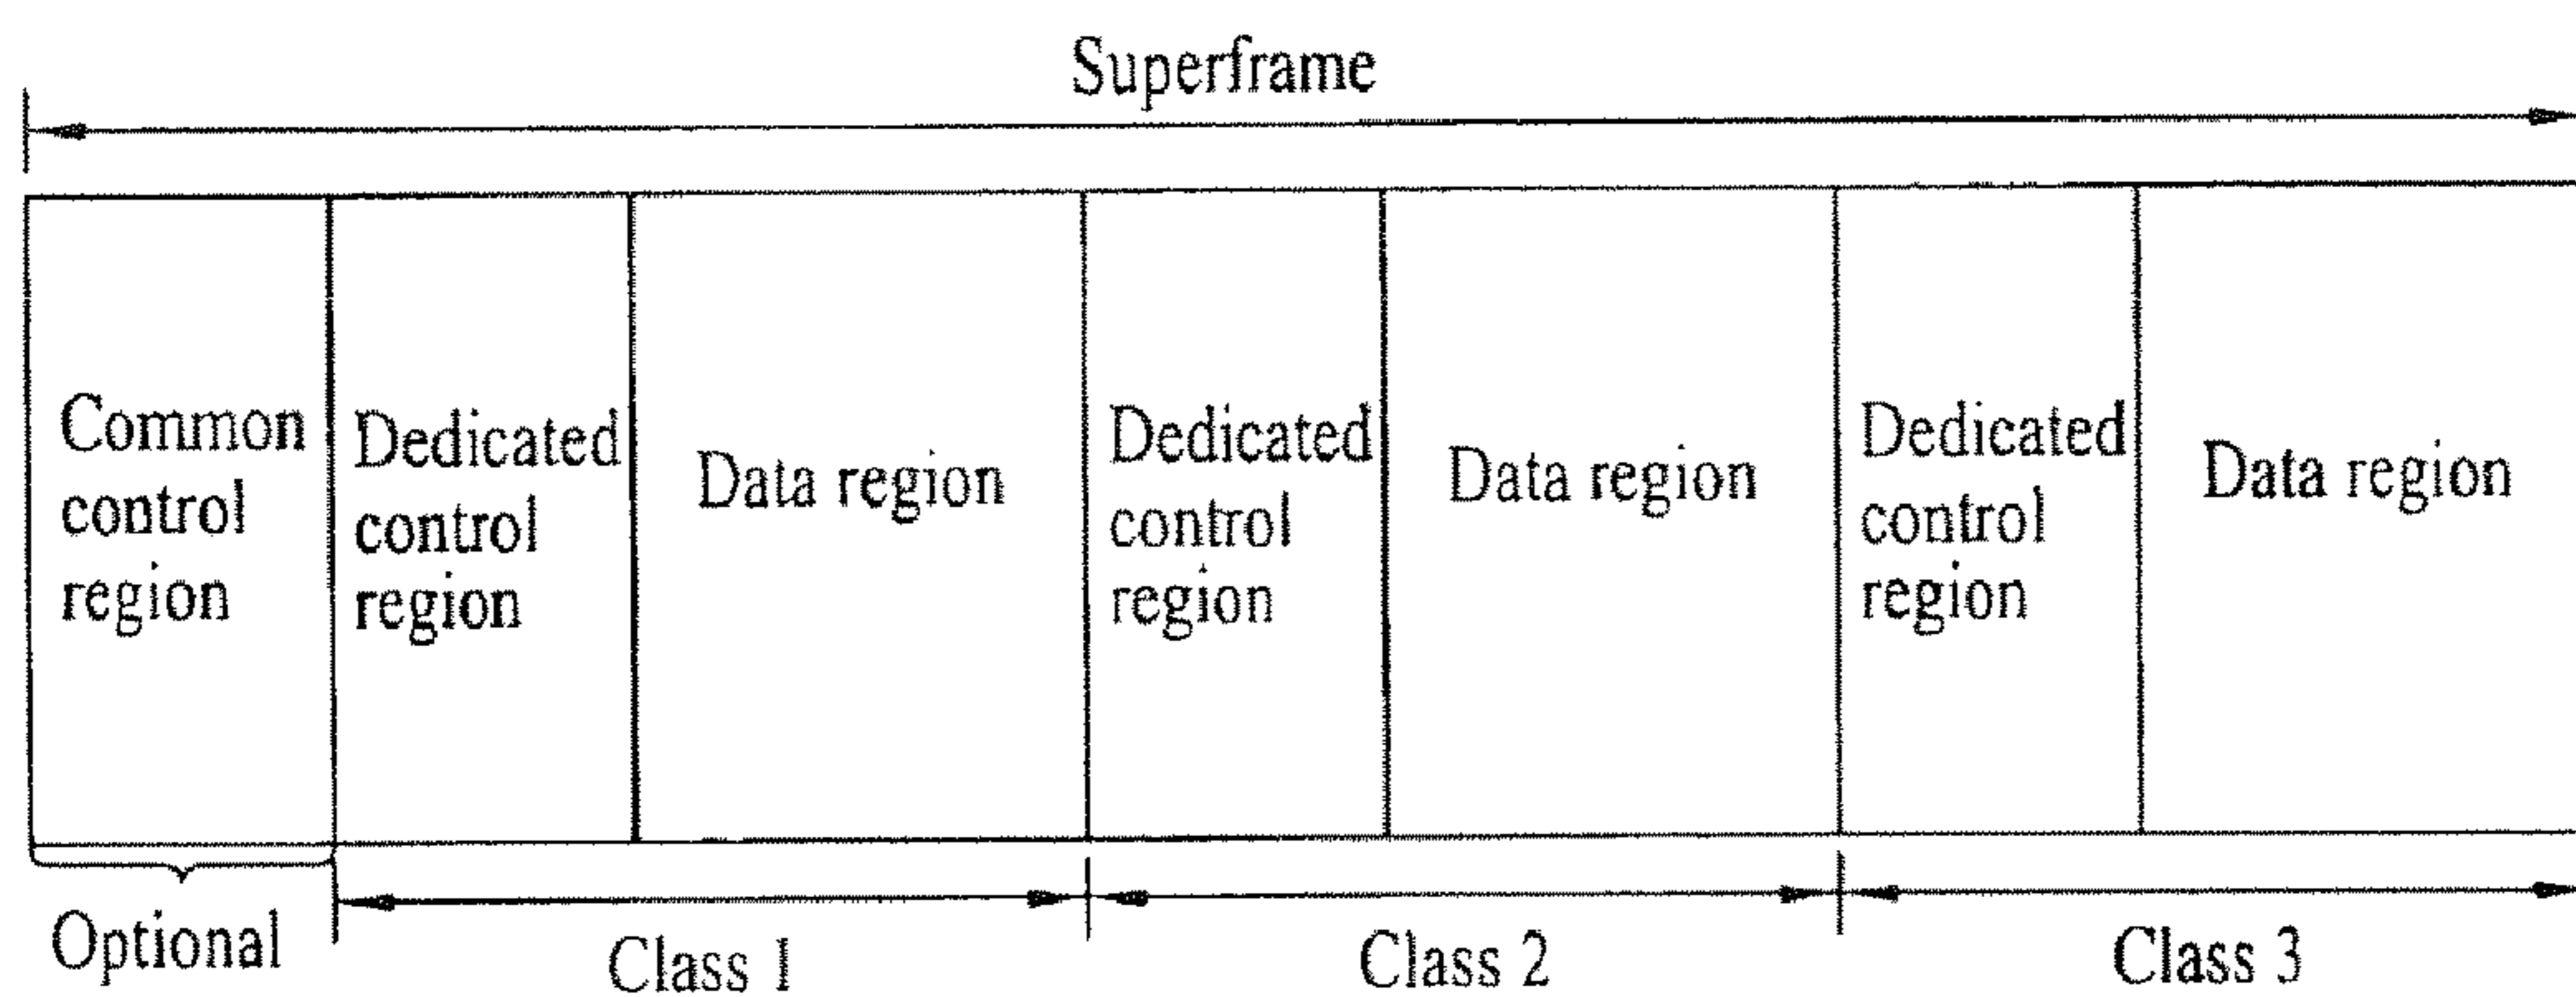 Superframe
Common
control
region
Dedicated
control
region
Data region
Dedicated
control
region
Data region
Dedicated
control
region
Data region
Optional
Class 1
Class 2
Class 3